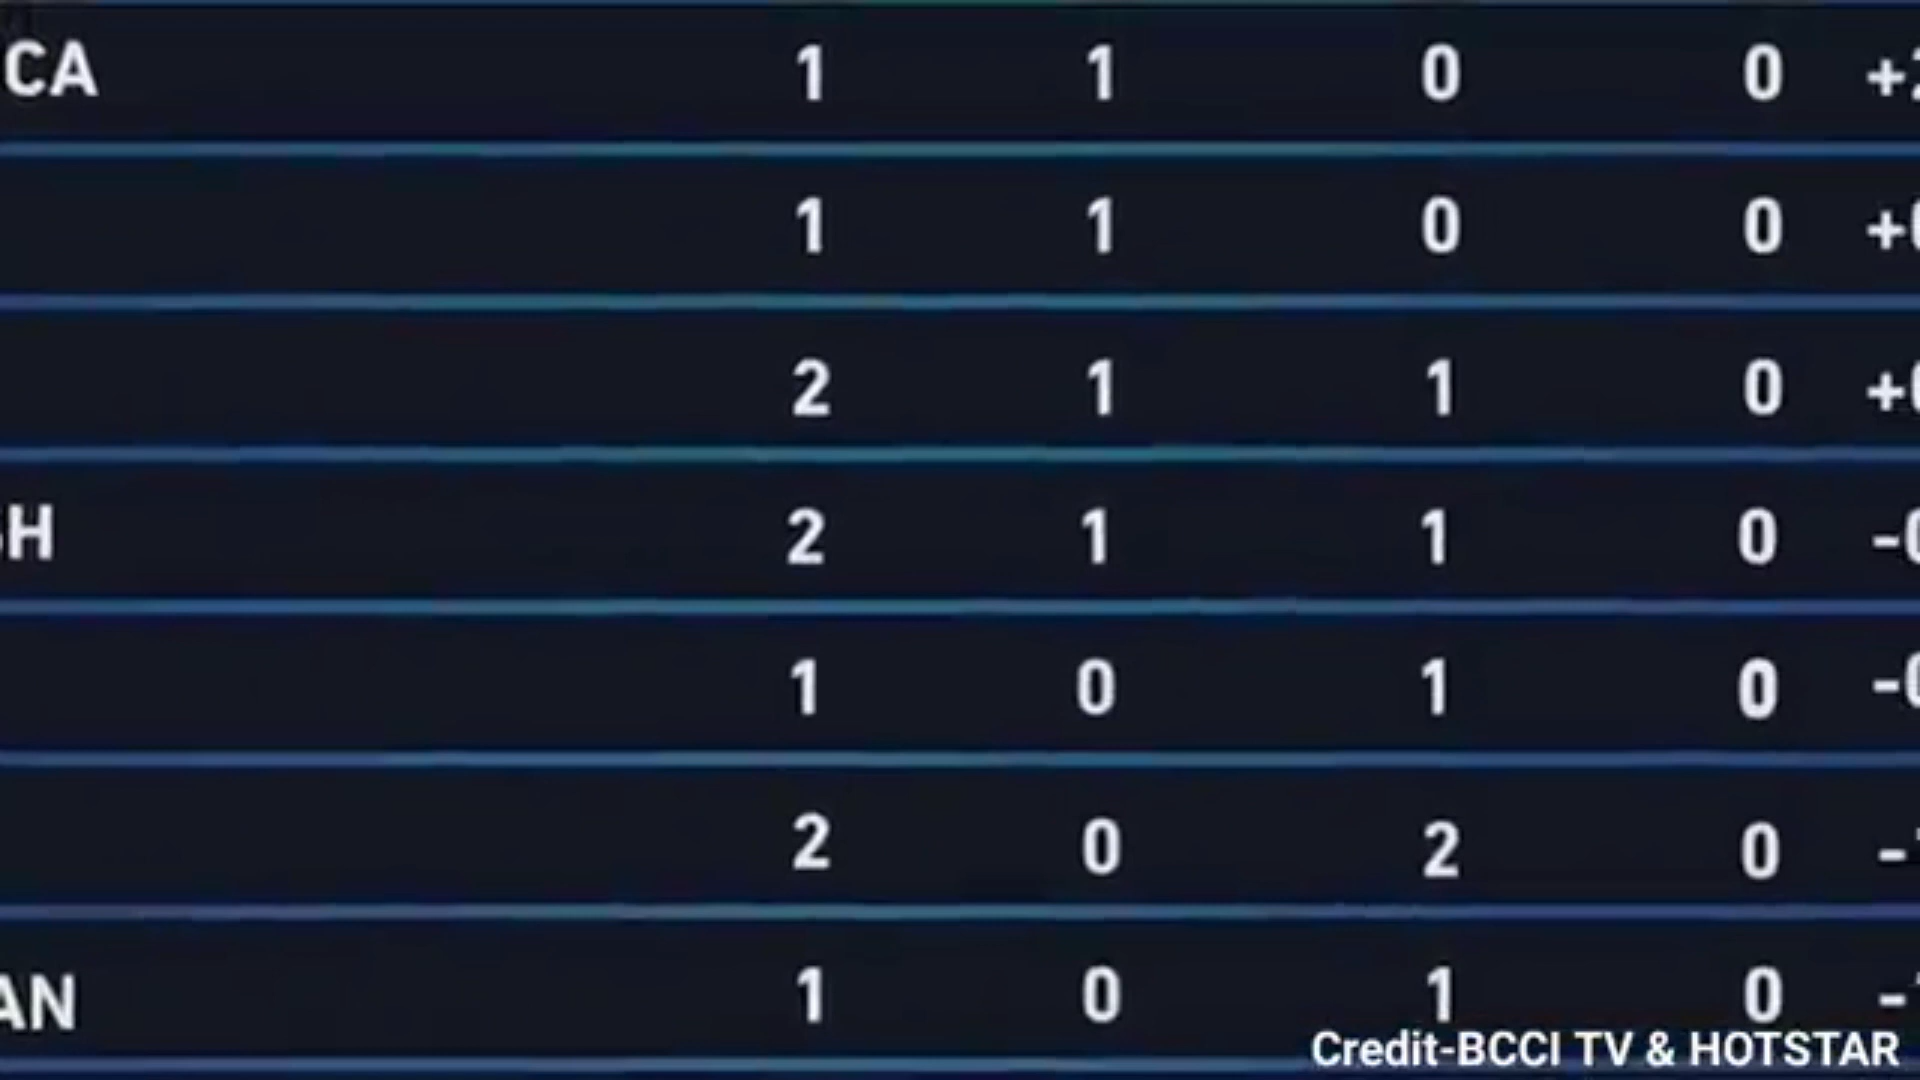 CA 1 1 0 0 +
1 1 0 0 +
2 1 1 0 +
H 2 1 1 0 -
1 0 1 0 -
2 0 2 0 -
AN 1 0 1 0 -
Credit-BCCI TV & HOTSTAR